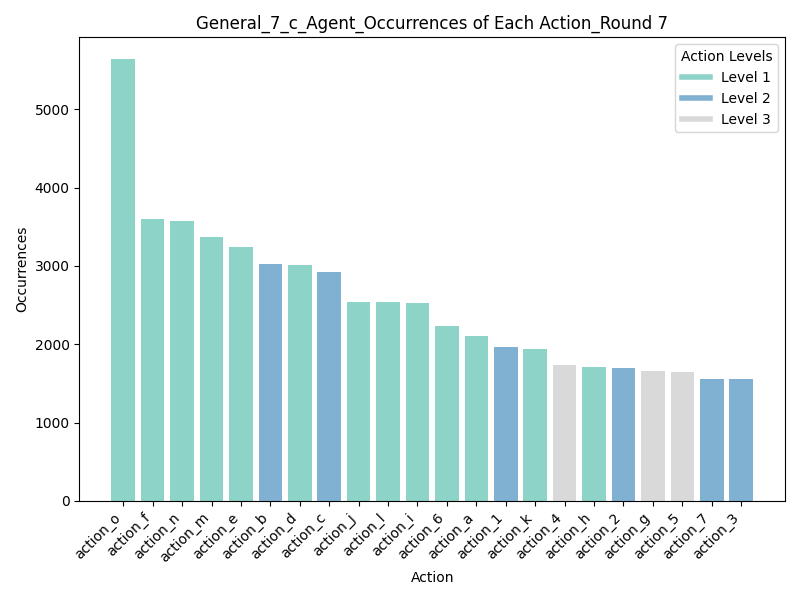 General_7_c_Agent_Occurrences of Each Action_Round 7
Action Levels
Level 1
Level 2
Level 3
Occurrences
5000
4000
3000
2000
1000
0
action_o
action_f
action_n
action_m
action_e
action_b
action_d
action_c
action_j
action_l
action_i
action_6
action_a
action_1
action_k
action_4
action_h
action_2
action_g
action_5
action_7
action_3
Action